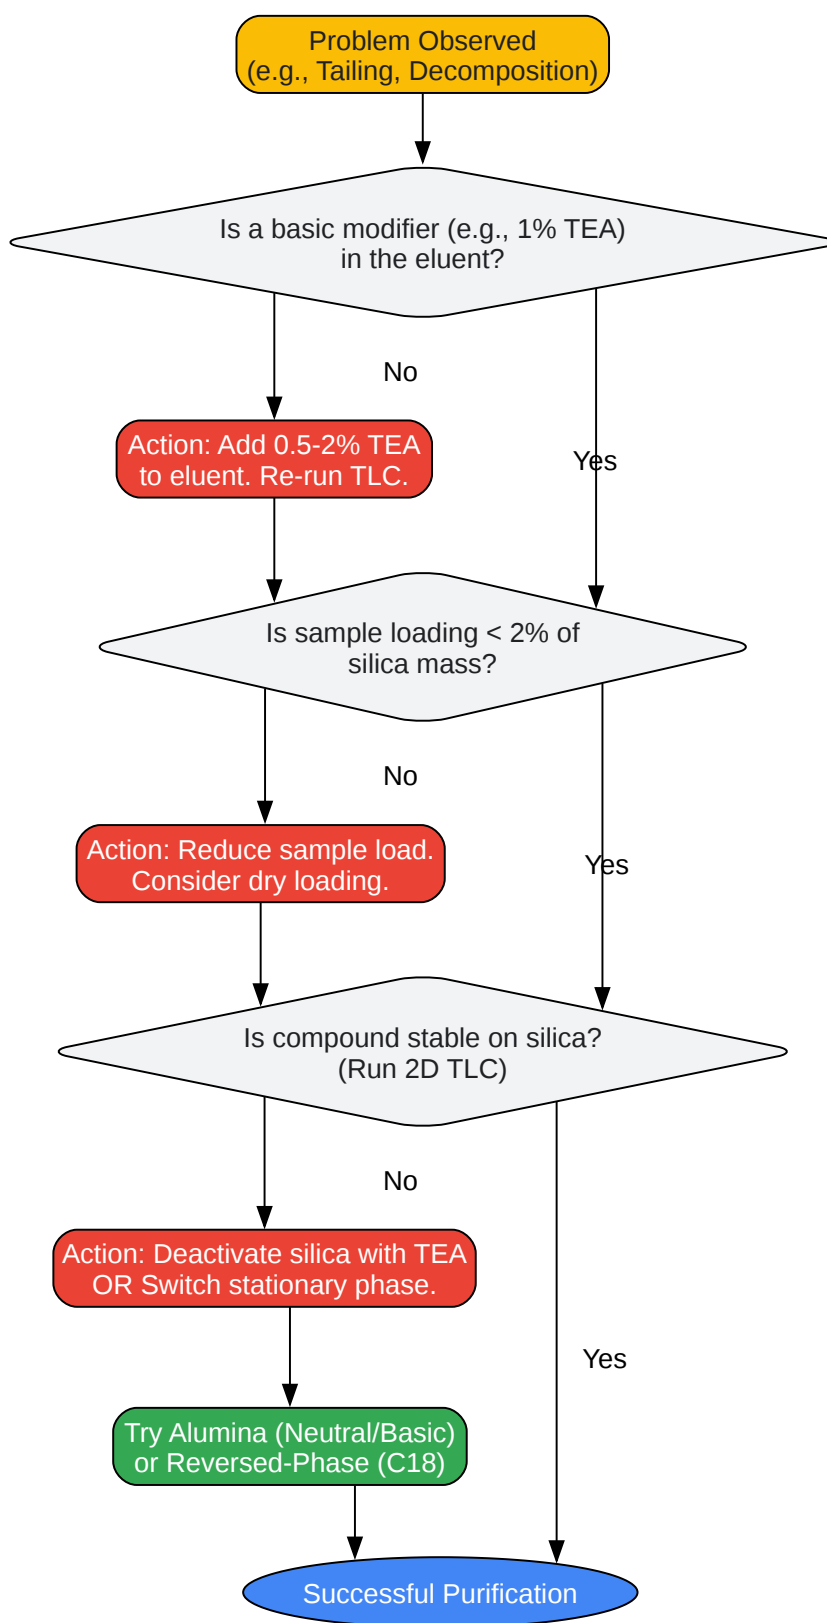 Problem Observed
(e.g., Tailing, Decomposition)
Is a basic modifier (e.g., 1% TEA)
in the eluent?
No
Action: Add 0.5-2% TEA
to eluent. Re-run TLC.
Yes
Is sample loading < 2% of
silica mass?
No
Action: Reduce sample load.
Consider dry loading.
Yes
Is compound stable on silica?
(Run 2D TLC)
No
Action: Deactivate silica with TEA
OR Switch stationary phase.
Yes
Try Alumina (Neutral/Basic)
or Reversed-Phase (C18)
Successful Purification